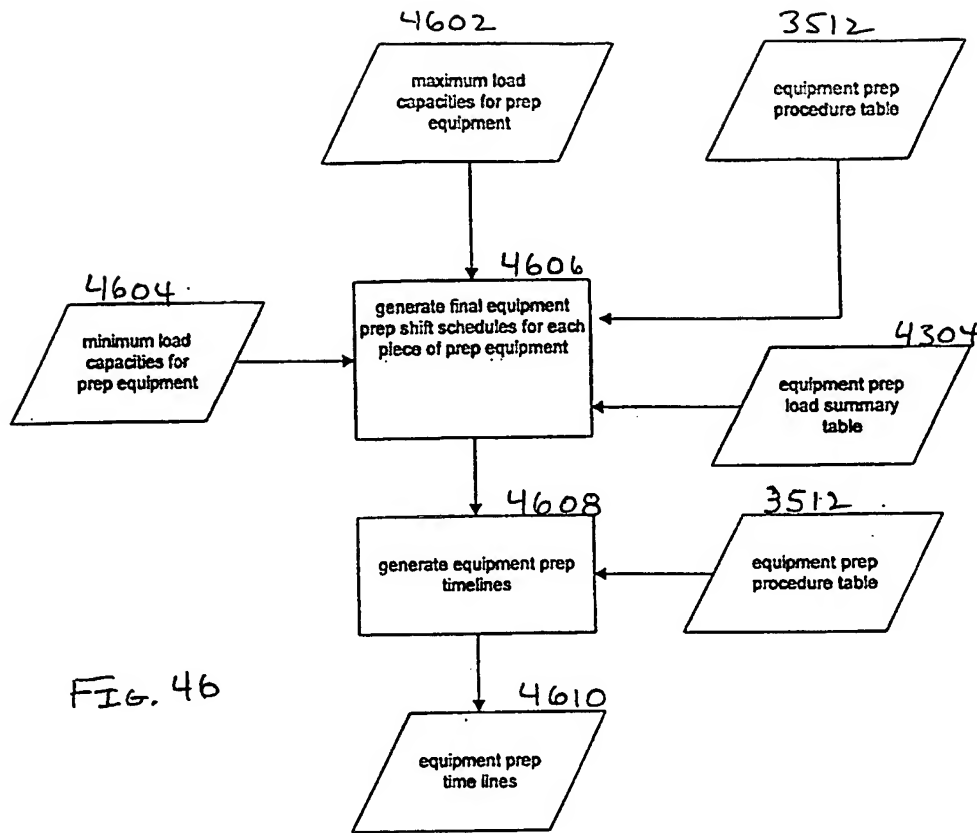 4602
maximum load
capacities for prep
equipment
3512
equipment prep
procedure table
4604
minimum load
capacities for
prep equipment
4606
generate final equipment
prep shift schedules for each
piece of prep equipment
4304
equipment prep
load summary
table
4608
generate equipment prep
timelines
3512
equipment prep
procedure table
FIG. 46
4610
equipment prep
time lines